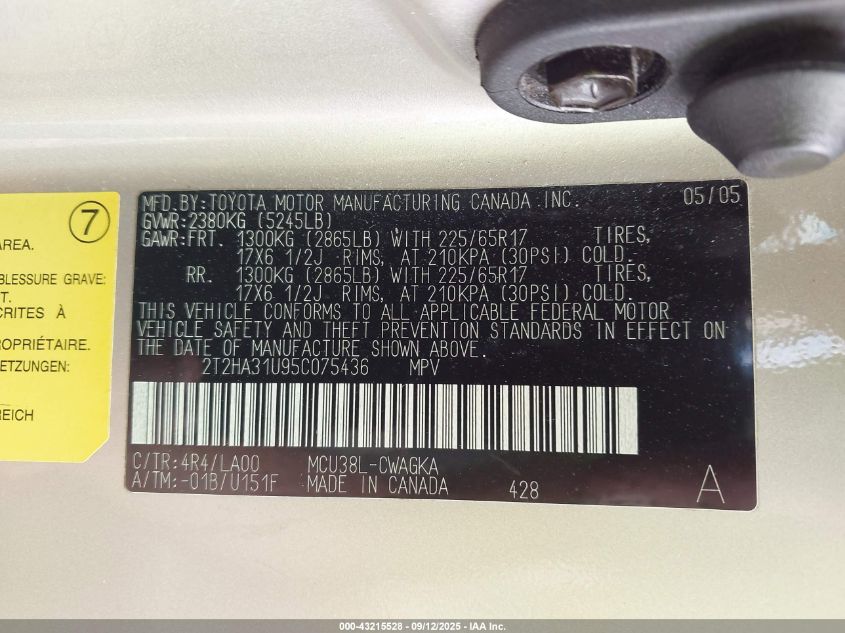 7
AREA.
BLESSURE GRAVE:
T.
CRITES À
PROPRIÉTAIRE.
ETZUNGEN:
REICH
MFD.BY:TOYOTA MOTOR MANUFACTURING CANADA INC. 05/05
GVWR:2380KG (5245LB)
GAWR:FRT. 1300KG (2865LB) WITH 225/65R17 TIRES,
17X6 1/2J RIMS, AT 210KPA (30PSI) COLD.
RR. 1300KG (2865LB) WITH 225/65R17 TIRES,
17X6 1/2J RIMS, AT 210KPA (30PSI) COLD.
THIS VEHICLE CONFORMS TO ALL APPLICABLE FEDERAL MOTOR
VEHICLE SAFETY AND THEFT PREVENTION STANDARDS IN EFFECT ON
THE DATE OF MANUFACTURE SHOWN ABOVE.
2T2HA31U95C075436 MPV
C/TR:4R4/LA00 MCU38L-CWAGKA
A/TM:-01B/U151F MADE IN CANADA 428 A
000-43215528 - 09/12/2025 - IAA Inc.